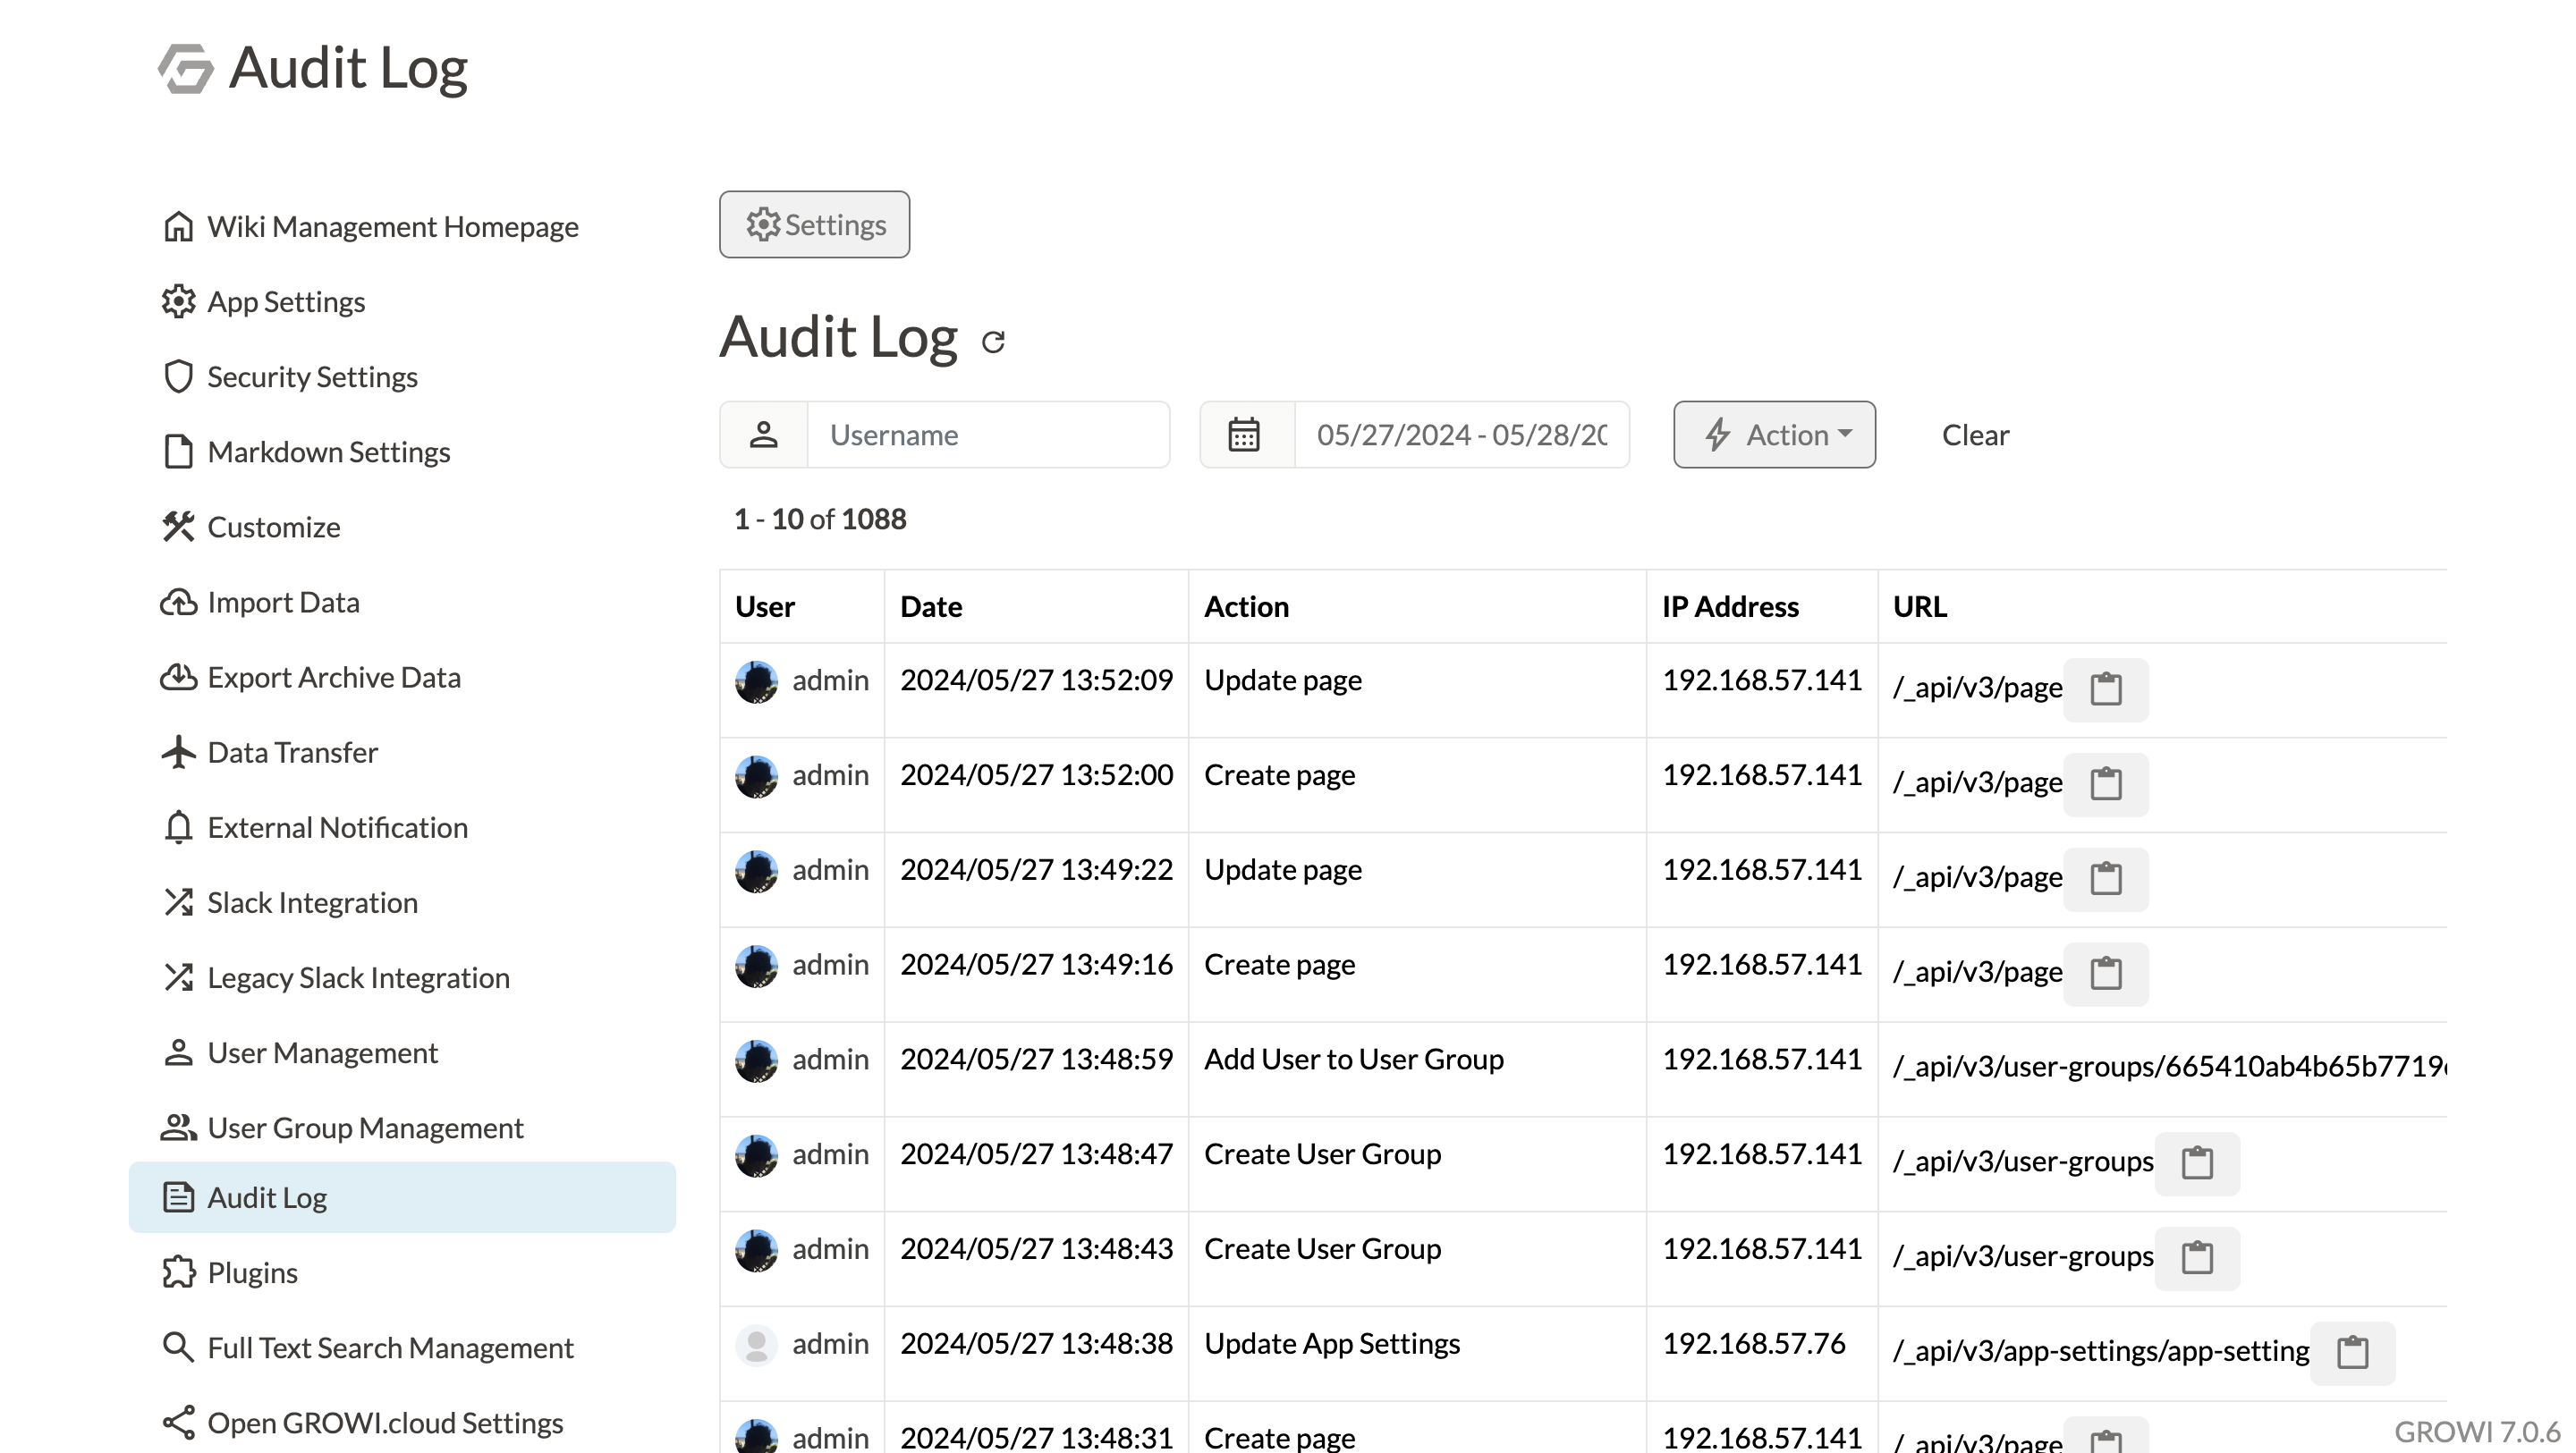 Audit Log
Wiki Management Homepage
App Settings
Security Settings
Markdown Settings
Customize
Import Data
Export Archive Data
Data Transfer
External Notification
Slack Integration
Legacy Slack Integration
User Management
User Group Management
Audit Log
Plugins
Full Text Search Management
Open GROWI.cloud Settings
Settings
Audit Log
Username 05/27/2024 - 05/28/20 Action Clear
1 - 10 of 1088
User Date Action IP Address URL
admin 2024/05/27 13:52:09 Update page 192.168.57.141 /_api/v3/page
admin 2024/05/27 13:52:00 Create page 192.168.57.141 /_api/v3/page
admin 2024/05/27 13:49:22 Update page 192.168.57.141 /_api/v3/page
admin 2024/05/27 13:49:16 Create page 192.168.57.141 /_api/v3/page
admin 2024/05/27 13:48:59 Add User to User Group 192.168.57.141 /_api/v3/user-groups/665410ab4b65b7719
admin 2024/05/27 13:48:47 Create User Group 192.168.57.141 /_api/v3/user-groups
admin 2024/05/27 13:48:43 Create User Group 192.168.57.141 /_api/v3/user-groups
admin 2024/05/27 13:48:38 Update App Settings 192.168.57.76 /_api/v3/app-settings/app-setting
admin 2024/05/27 13:48:31 Create page 192.168.57.141 /_api/v3/page
GROWI 7.0.6